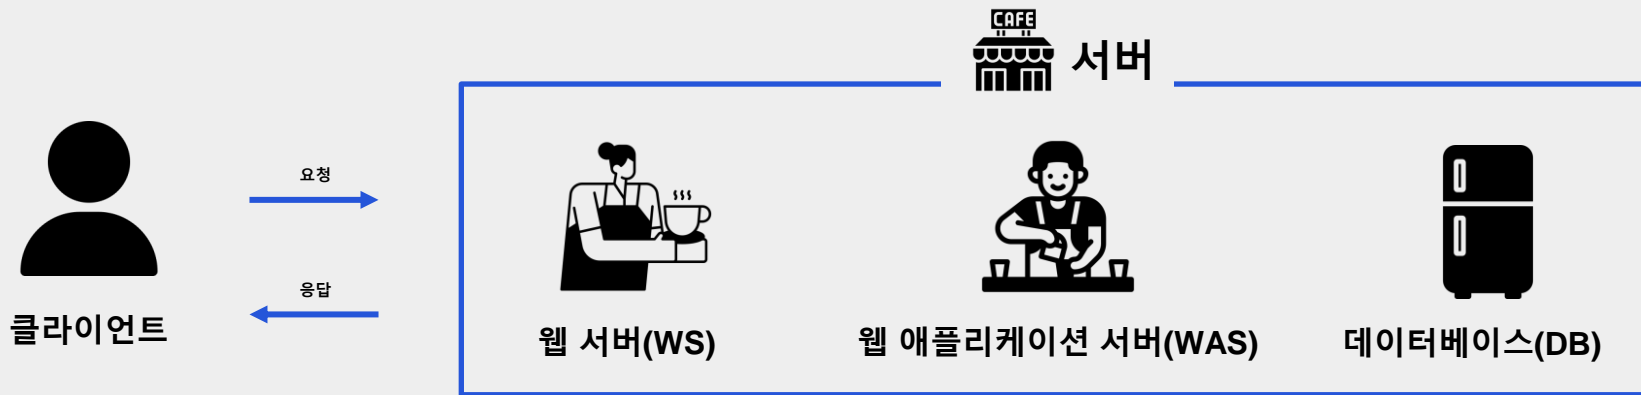 CAFE
서버
요청
응답
클라이언트
웹 서버(WS)
웹 애플리케이션 서버(WAS)
데이터베이스(DB)